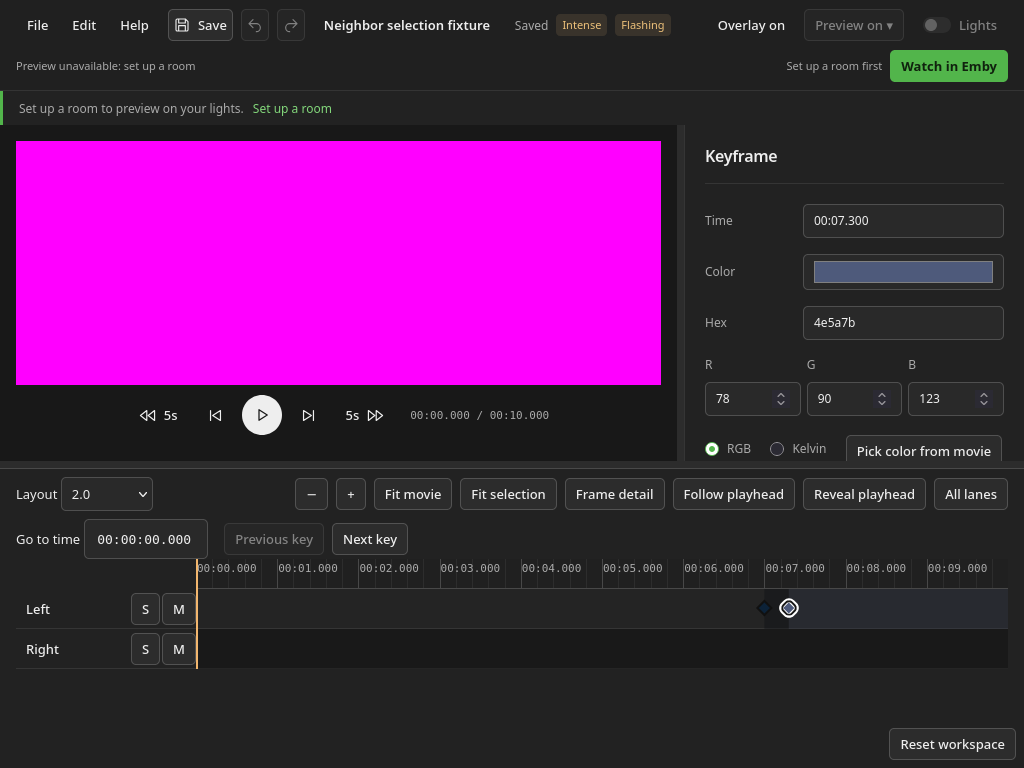 File Edit Help Save Neighbor selection fixture Saved Intense Flashing Overlay on Preview on ▾ Lights
Preview unavailable: set up a room Set up a room first Watch in Emby
Set up a room to preview on your lights. Set up a room
Keyframe
Time 00:07.300
Color
Hex 4e5a7b
R G B
78 90 123
RGB Kelvin Pick color from movie
5s 5s 00:00.000 / 00:10.000
Layout 2.0 − + Fit movie Fit selection Frame detail Follow playhead Reveal playhead All lanes
Go to time 00:00:00.000 Previous key Next key
00:00.000 00:01.000 00:02.000 00:03.000 00:04.000 00:05.000 00:06.000 00:07.000 00:08.000 00:09.000
Left S M
Right S M
Reset workspace